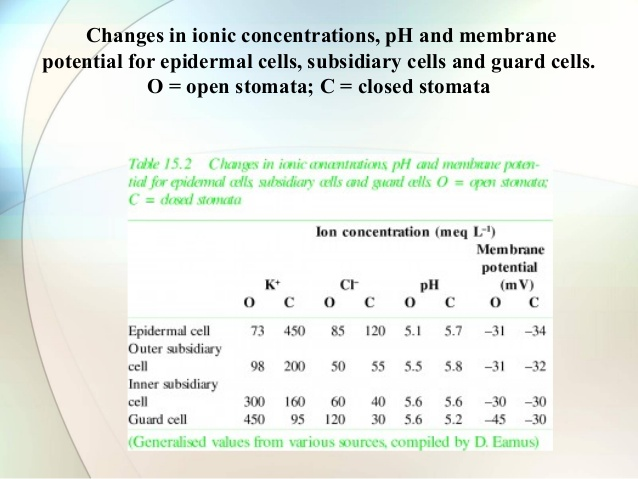 Changes in ionic concentrations, pH and membrane
potential for epidermal cells, subsidiary cells and guard cells.
O = open stomata; C = closed stomata
Table 15.2 Changes in ionic concentrations, pH and membrane poten-
tial for epidermal cells, subsidiary cells and guard cells. O = open stomata;
C = closed stomata
Ion concentration (meq L⁻¹)
Membrane
potential
K⁺ Cl⁻ pH (mV)
O C O C O C O C
Epidermal cell 73 450 85 120 5.1 5.7 –31 –34
Outer subsidiary
cell 98 200 50 55 5.5 5.8 –31 –32
Inner subsidiary
cell 300 160 60 40 5.6 5.6 –30 –30
Guard cell 450 95 120 30 5.6 5.2 –45 –30
(Generalised values from various sources, compiled by D. Eamus)